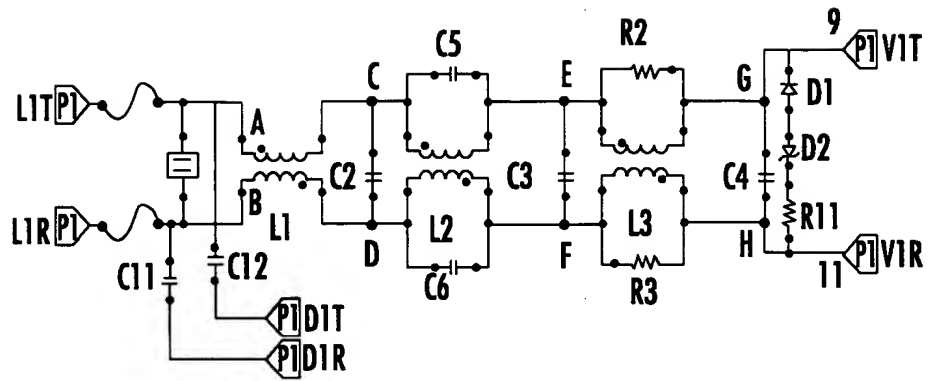 9
C5
R2
C
E
G
L1T P1
P1 V1T
A
D1
D2
C2
C3
C4
B
R11
L1R P1
L1
L2
L3
D
F
H
C11
C12
C6
R3
11
P1 V1R
P1 D1T
P1 D1R